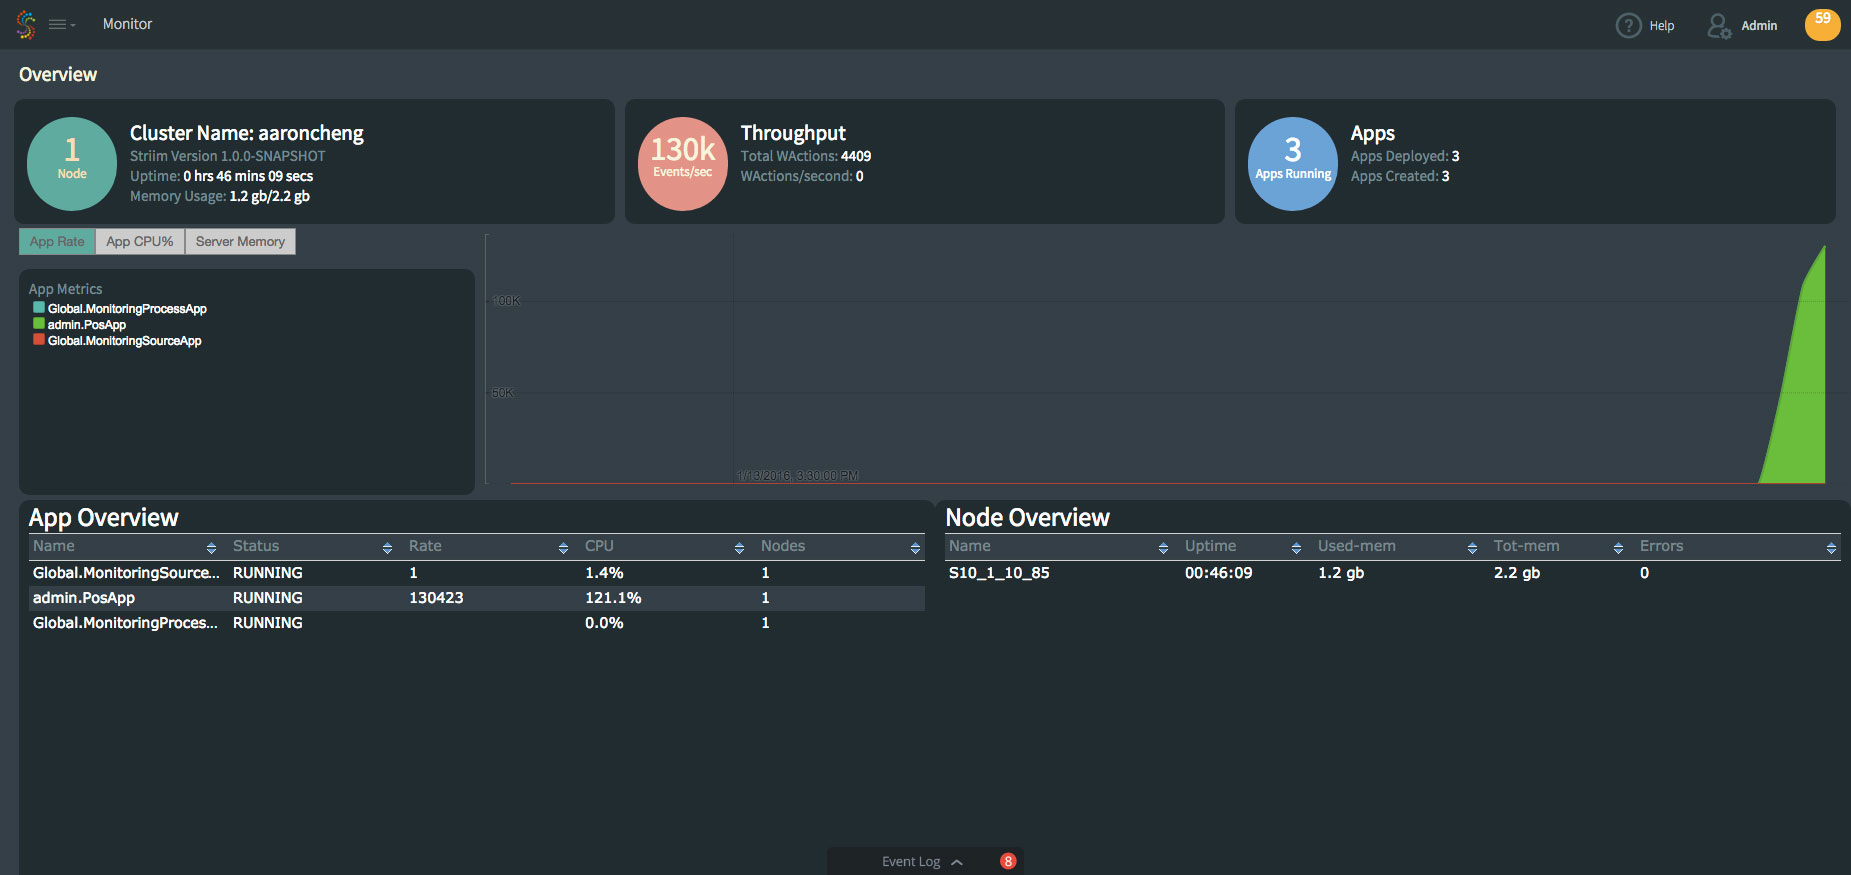 Monitor
? Help
Admin
59
Overview
1
Node
Cluster Name: aaroncheng
Striim Version 1.0.0-SNAPSHOT
Uptime: 0 hrs 46 mins 09 secs
Memory Usage: 1.2 gb/2.2 gb
130k
Events/sec
Throughput
Total WActions: 4409
WActions/second: 0
3
Apps Running
Apps
Apps Deployed: 3
Apps Created: 3
App Rate App CPU% Server Memory
App Metrics
Global.MonitoringProcessApp
admin.PosApp
Global.MonitoringSourceApp
100K
50K
1/13/2016, 3:30:00 PM
App Overview
Name Status Rate CPU Nodes
Global.MonitoringSource... RUNNING 1 1.4% 1
admin.PosApp RUNNING 130423 121.1% 1
Global.MonitoringProces... RUNNING 0.0% 1
Node Overview
Name Uptime Used-mem Tot-mem Errors
S10_1_10_85 00:46:09 1.2 gb 2.2 gb 0
Event Log 8